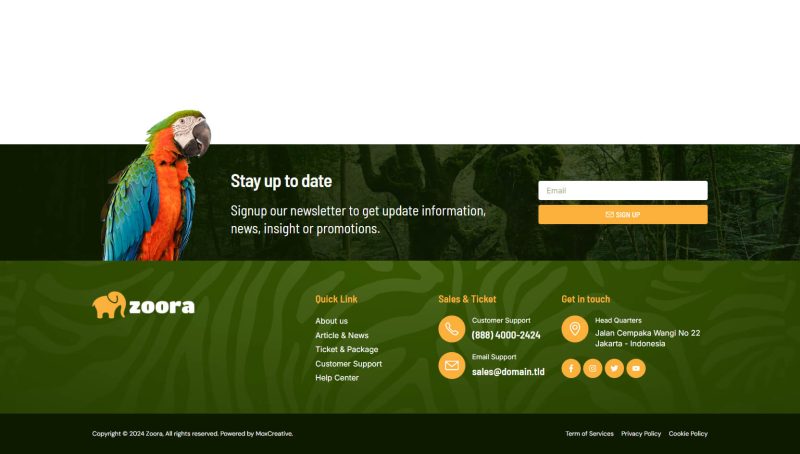 Stay up to date
Signup our newsletter to get update information,
news, insight or promotions.
Email
SIGN UP
zoora
Quick Link
About us
Article & News
Ticket & Package
Customer Support
Help Center
Sales & Ticket
Customer Support
(888) 4000-2424
Email Support
sales@domain.tld
Get in touch
Head Quarters
Jalan Cempaka Wangi No 22
Jakarta - Indonesia
Copyright © 2024 Zoora, All rights reserved. Powered by MoxCreative.
Term of Services
Privacy Policy
Cookie Policy